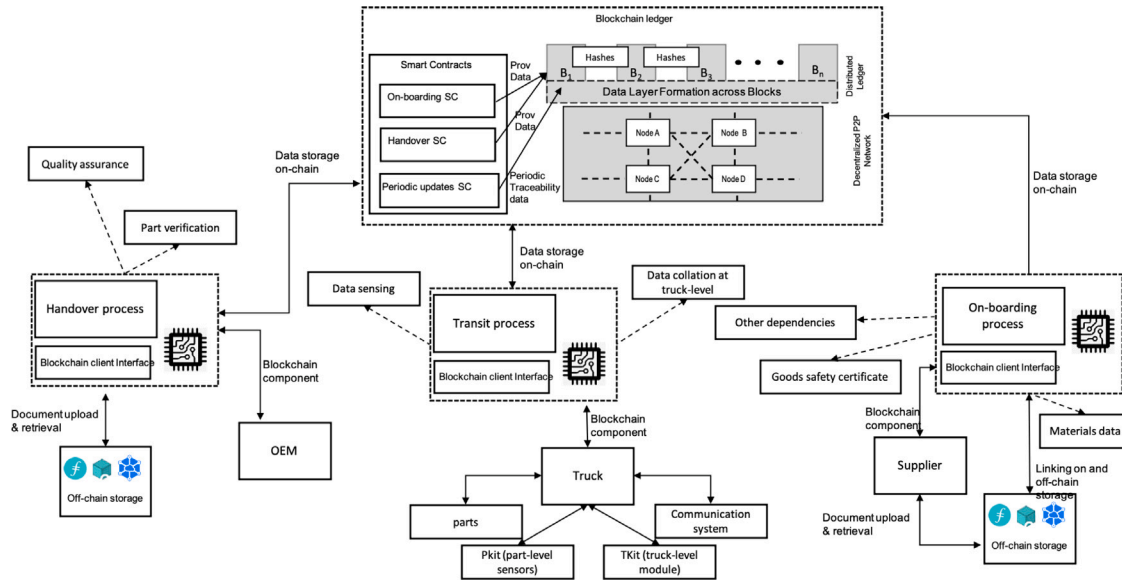 Blockchain ledger
Smart Contracts
On-boarding SC
Handover SC
Periodic updates SC
Prov
Data
Prov
Data
Periodic
Traceability
data
Hashes
Hashes
B1
B2
B3
Bn
Data Layer Formation across Blocks
Distributed
Ledger
Node A
Node B
Node C
Node D
Decentralized P2P
Network
Quality assurance
Part verification
Data storage
on-chain
Handover process
Blockchain client Interface
Document upload
& retrieval
Off-chain storage
Blockchain
component
OEM
Data storage
on-chain
Data sensing
Data collation at
truck-level
Transit process
Blockchain client Interface
Blockchain
component
Truck
parts
Communication
system
Pkit (part-level
sensors)
TKit (truck-level
module)
Data storage
on-chain
Other dependencies
Goods safety certificate
On-boarding
process
Blockchain client Interface
Materials data
Blockchain
component
Supplier
Linking on and
off-chain
storage
Document upload
& retrieval
Off-chain storage